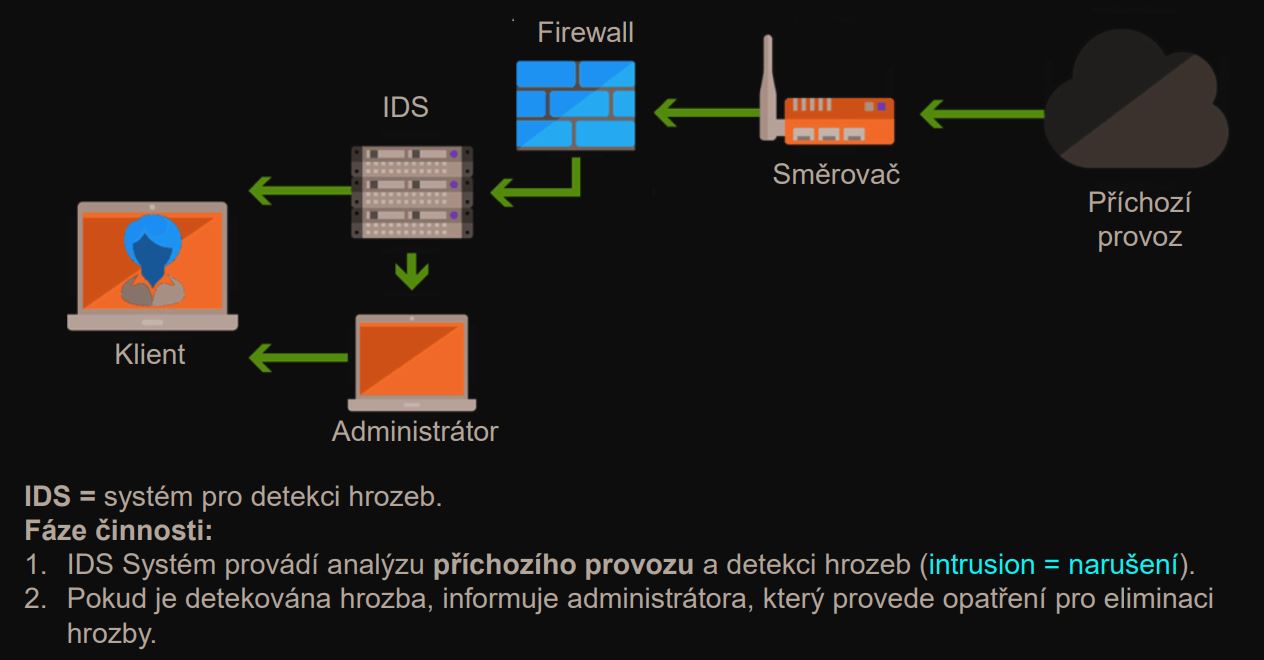 Firewall
IDS
Směrovač
Příchozí
provoz
Klient
Administrátor
IDS = systém pro detekci hrozeb.
Fáze činnosti:
1. IDS Systém provádí analýzu příchozího provozu a detekci hrozeb (intrusion = narušení).
2. Pokud je detekována hrozba, informuje administrátora, který provede opatření pro eliminaci
hrozby.